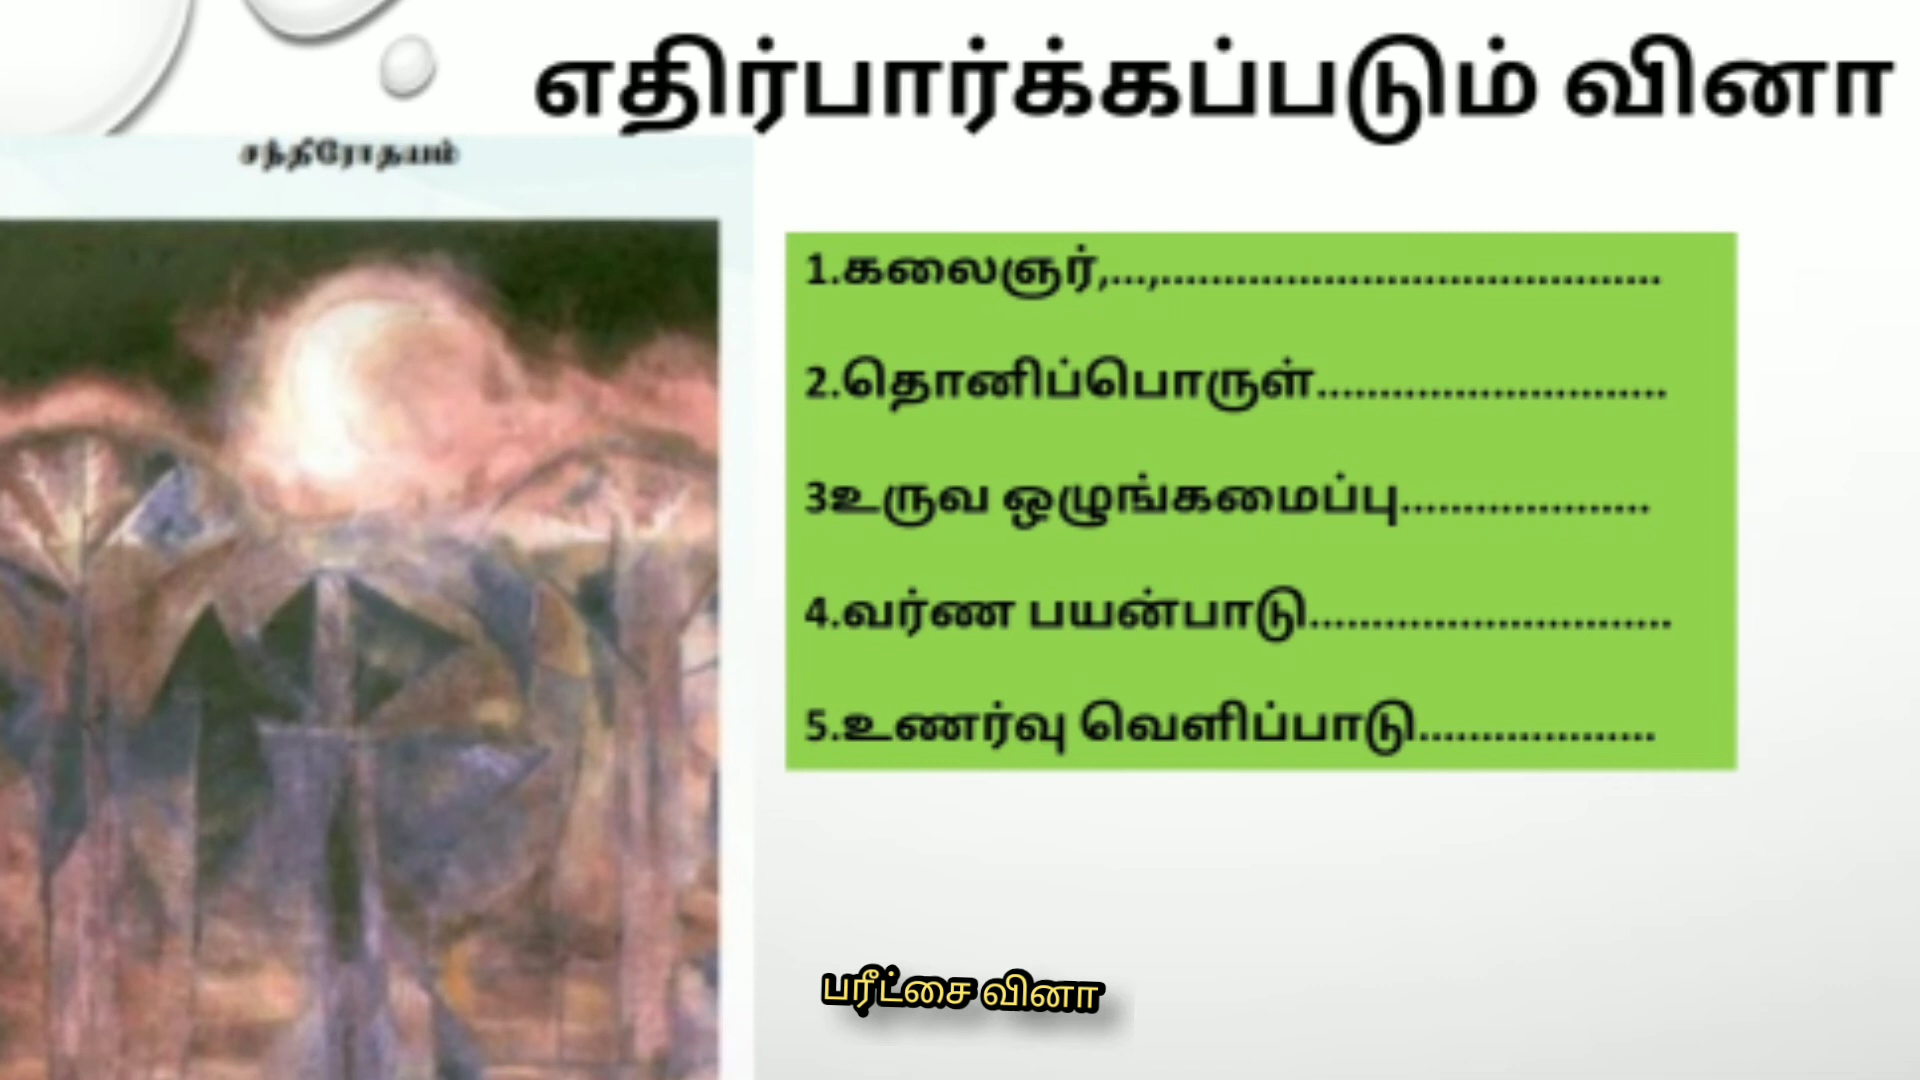 எதிர்பார்க்கப்படும் வினா
சந்திரோதயம்
1.கலைஞர்,...,........................................
2.தொனிப்பொருள்............................
3உருவ ஒழுங்கமைப்பு....................
4.வர்ண பயன்பாடு.............................
5.உணர்வு வெளிப்பாடு...................
பரீட்சை வினா